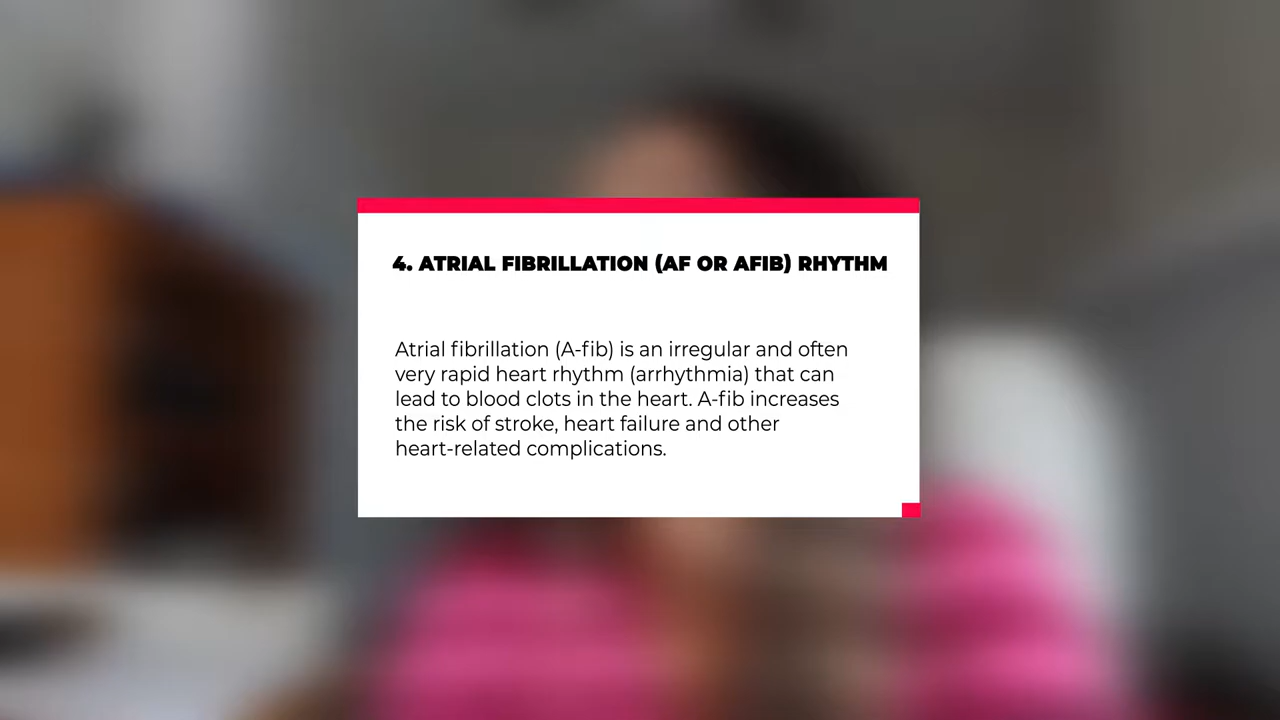 4. ATRIAL FIBRILLATION (AF OR AFIB) RHYTHM
Atrial fibrillation (A-fib) is an irregular and often
very rapid heart rhythm (arrhythmia) that can
lead to blood clots in the heart. A-fib increases
the risk of stroke, heart failure and other
heart-related complications.